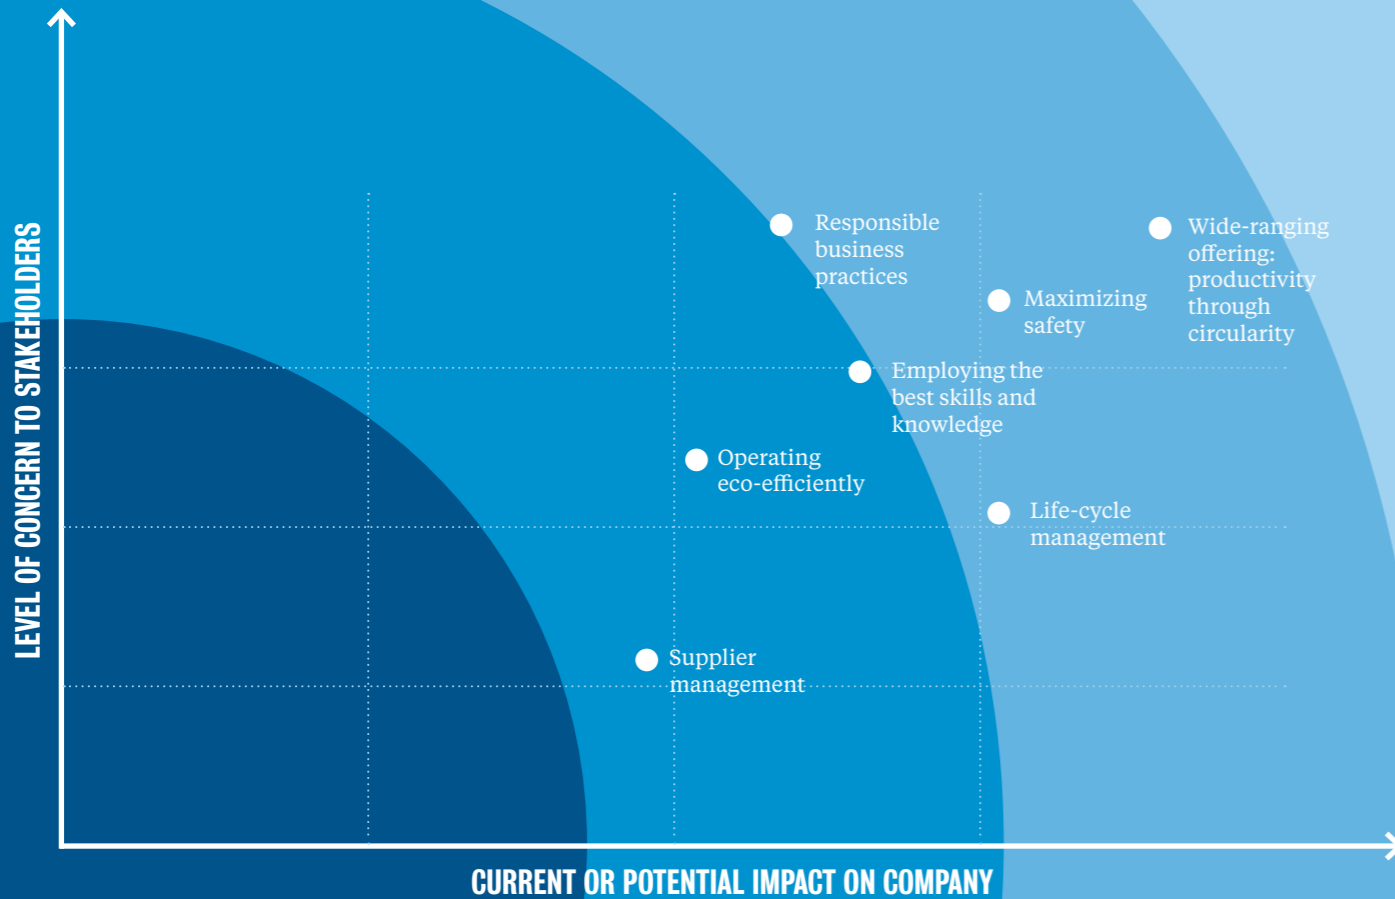 LEVEL OF CONCERN TO STAKEHOLDERS
Responsible
business
practices
Wide-ranging
offering:
productivity
through
circularity
Maximizing
safety
Employing the
best skills and
knowledge
Operating
eco-efficiently
Life-cycle
management
Supplier
management
CURRENT OR POTENTIAL IMPACT ON COMPANY